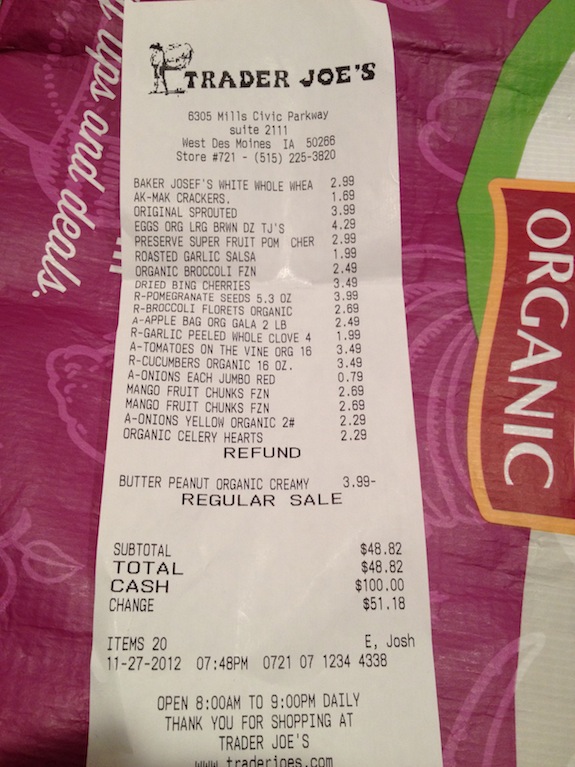 t ups and deals.
TRADER JOE'S
6305 Mills Civic Parkway
suite 2111
West Des Moines IA 50266
Store #721 - (515) 225-3820
BAKER JOSEF'S WHITE WHOLE WHEA 2.99
AK-MAK CRACKERS. 1.69
ORIGINAL SPROUTED 3.99
EGGS ORG LRG BRWN DZ TJ'S 4.29
PRESERVE SUPER FRUIT POM CHER 2.99
ROASTED GARLIC SALSA 1.99
ORGANIC BROCCOLI FZN 2.49
DRIED BING CHERRIES 3.49
R-POMEGRANATE SEEDS 5.3 OZ 3.99
R-BROCCOLI FLORETS ORGANIC 2.69
A-APPLE BAG ORG GALA 2 LB 2.49
R-GARLIC PEELED WHOLE CLOVE 4 1.99
A-TOMATOES ON THE VINE ORG 16 3.49
R-CUCUMBERS ORGANIC 16 OZ. 3.49
A-ONIONS EACH JUMBO RED 0.79
MANGO FRUIT CHUNKS FZN 2.69
MANGO FRUIT CHUNKS FZN 2.69
A-ONIONS YELLOW ORGANIC 2# 2.29
ORGANIC CELERY HEARTS 2.29
REFUND
BUTTER PEANUT ORGANIC CREAMY 3.99-
REGULAR SALE
SUBTOTAL $48.82
TOTAL $48.82
CASH $100.00
CHANGE $51.18
ITEMS 20 E, Josh
11-27-2012 07:48PM 0721 07 1234 4338
OPEN 8:00AM TO 9:00PM DAILY
THANK YOU FOR SHOPPING AT
TRADER JOE'S
www.traderjoes.com
ORGANIC